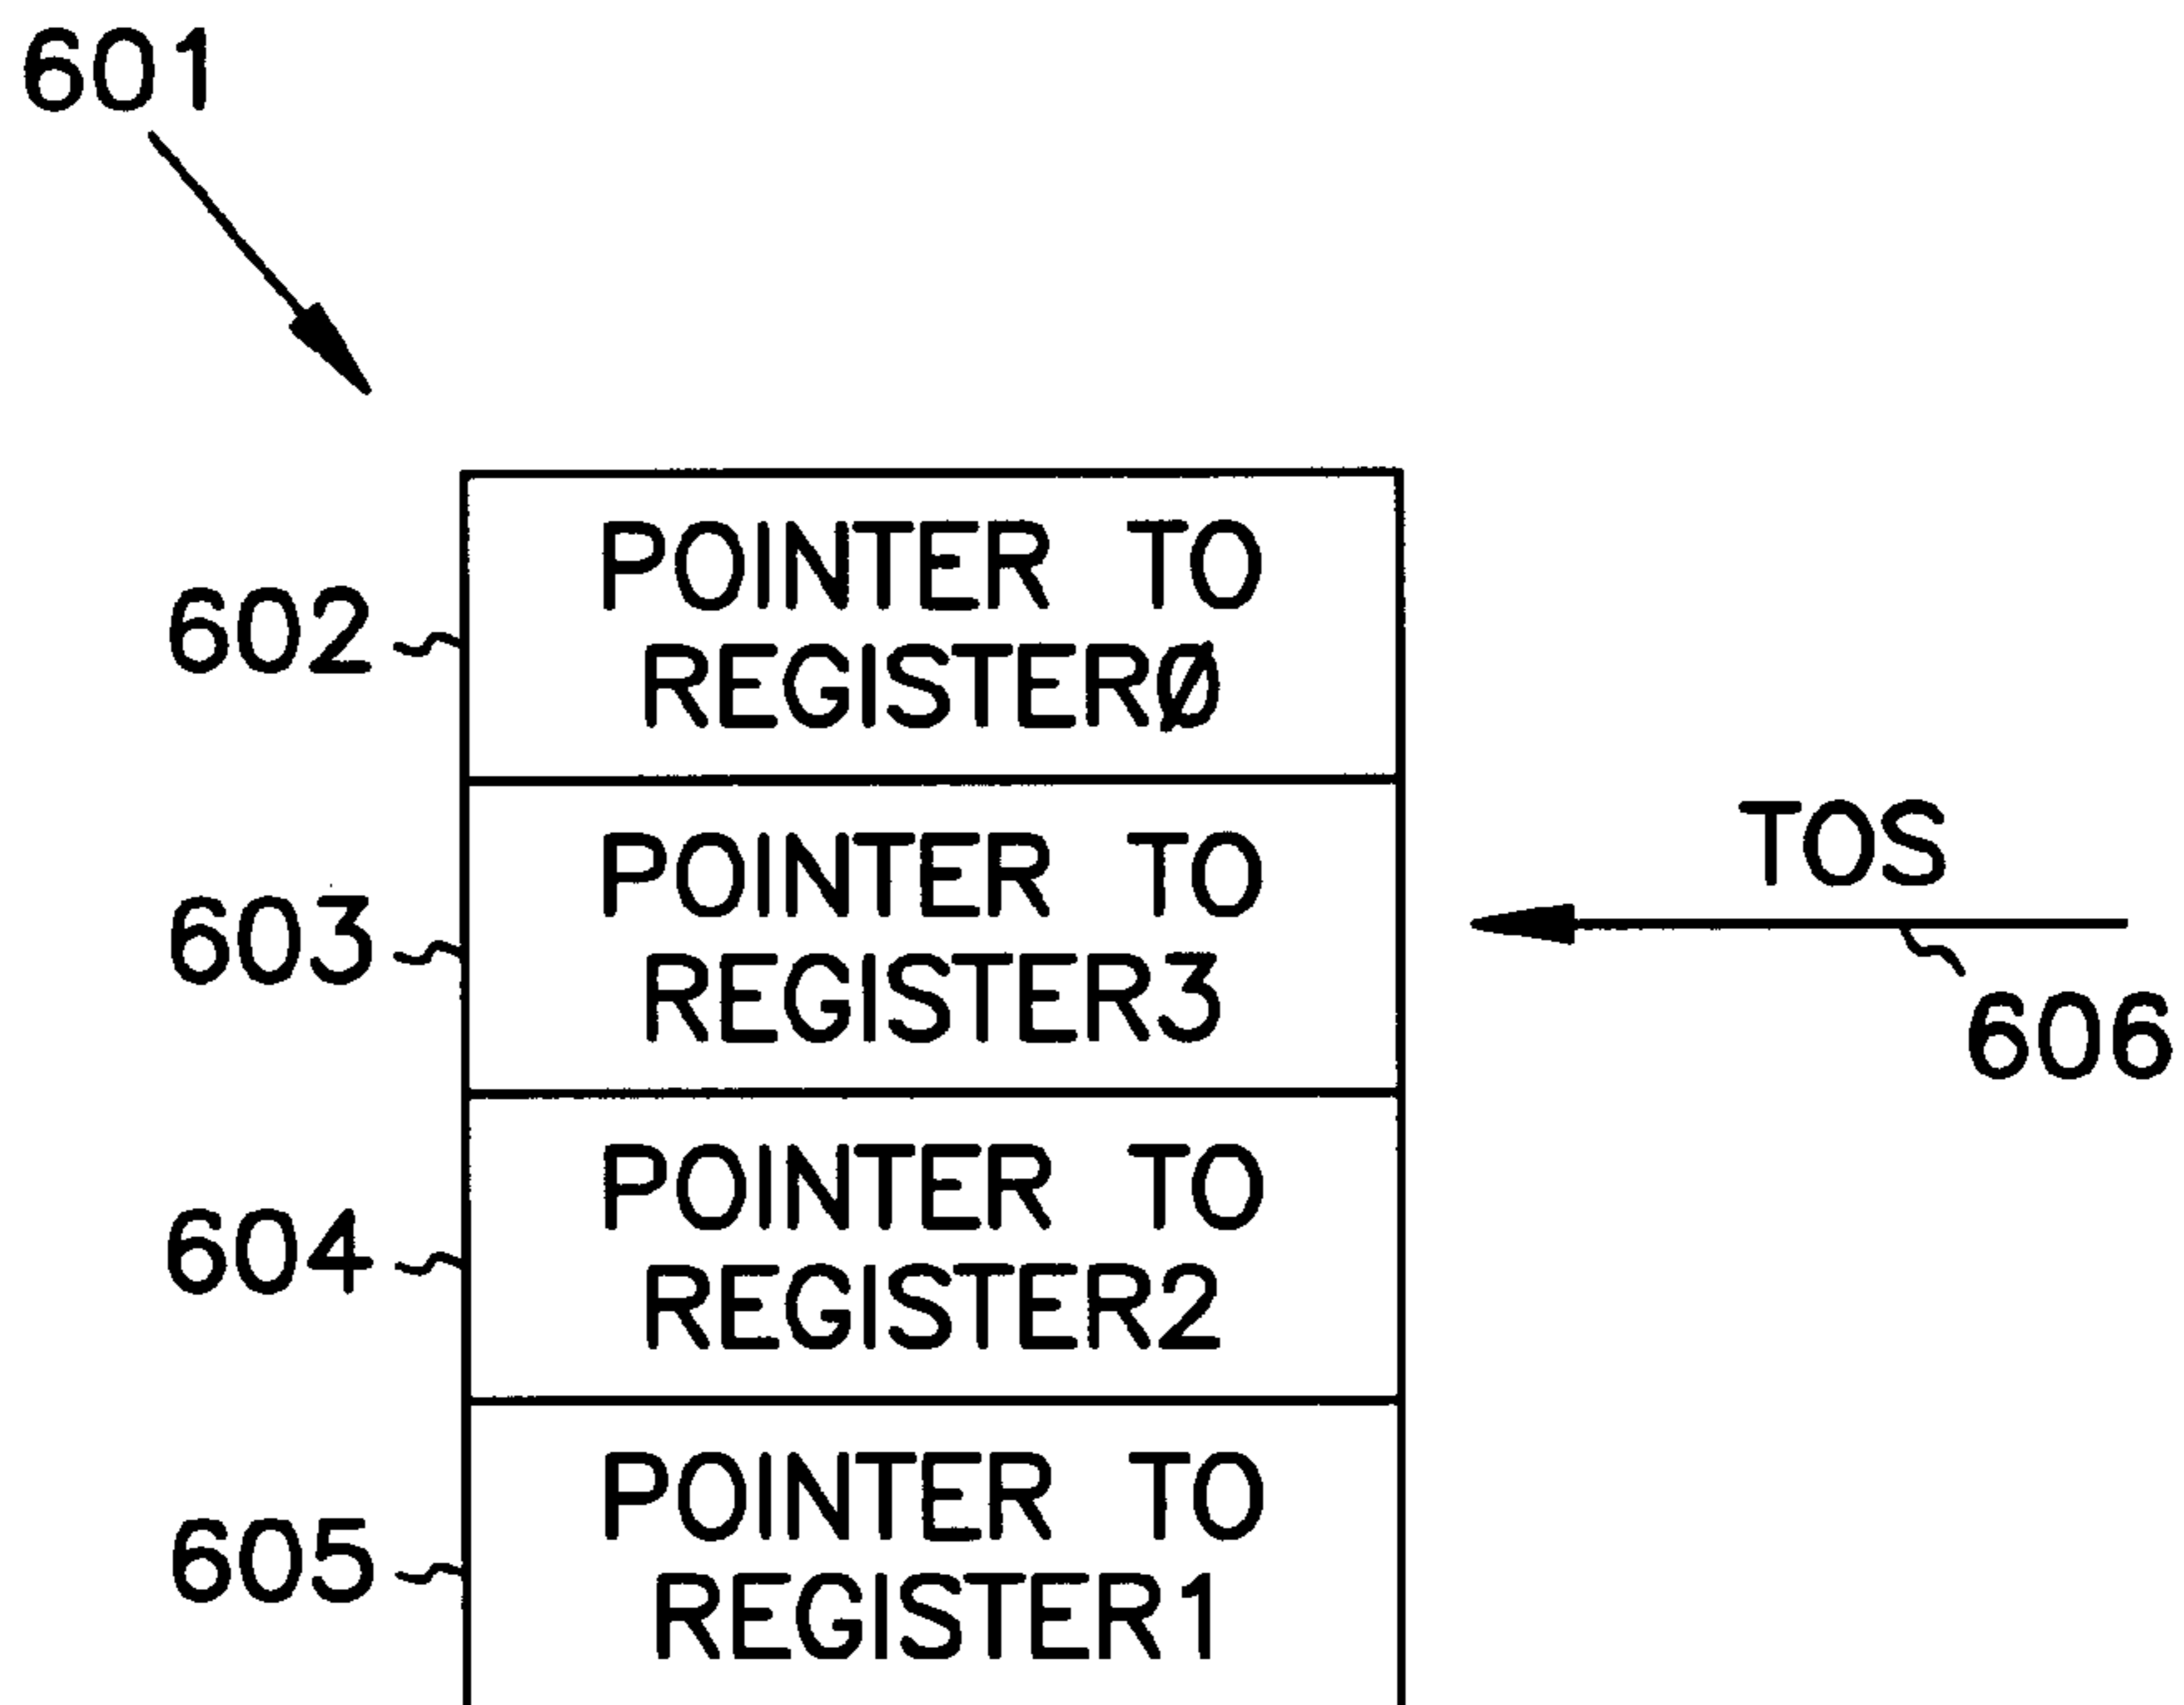 601
602
POINTER TO
REGISTERØ
603
POINTER TO
REGISTER3
TOS
606
604
POINTER TO
REGISTER2
605
POINTER TO
REGISTER1